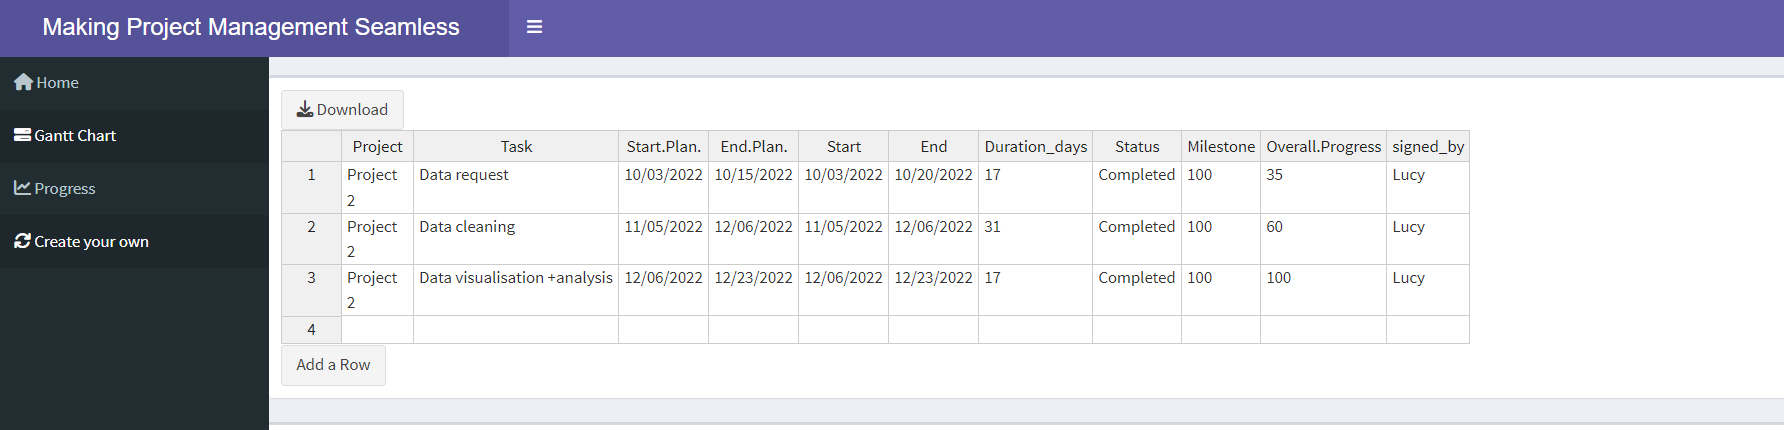 Making Project Management Seamless
Home
Gantt Chart
Progress
Create your own
Download
Project Task Start.Plan. End.Plan. Start End Duration_days Status Milestone Overall.Progress signed_by
1 Project 2 Data request 10/03/2022 10/15/2022 10/03/2022 10/20/2022 17 Completed 100 35 Lucy
2 Project 2 Data cleaning 11/05/2022 12/06/2022 11/05/2022 12/06/2022 31 Completed 100 60 Lucy
3 Project 2 Data visualisation +analysis 12/06/2022 12/23/2022 12/06/2022 12/23/2022 17 Completed 100 100 Lucy
4
Add a Row